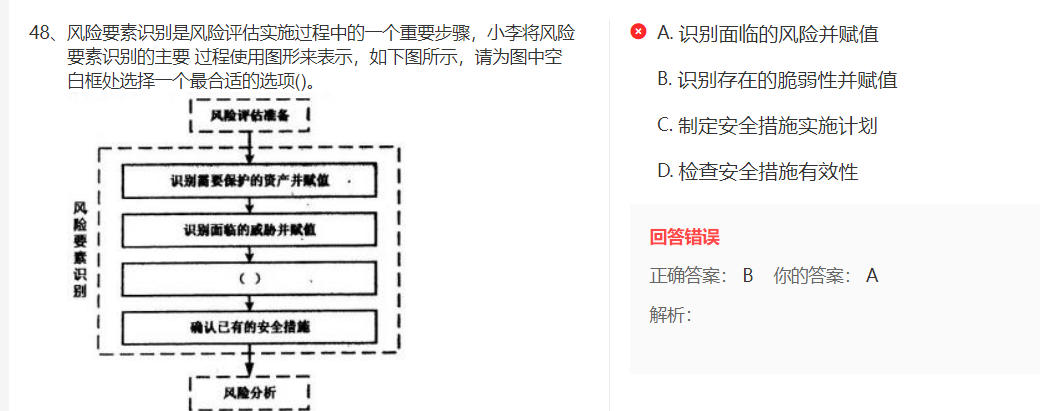 48、风险要素识别是风险评估实施过程中的一个重要步骤，小李将风险
要素识别的主要 过程使用图形来表示，如下图所示，请为图中空
白框处选择一个最合适的选项()。
风险评估准备
风险要素识别
识别需要保护的资产并赋值
识别面临的威胁并赋值
（ ）
确认已有的安全措施
风险分析
A. 识别面临的风险并赋值
B. 识别存在的脆弱性并赋值
C. 制定安全措施实施计划
D. 检查安全措施有效性
回答错误
正确答案： B 你的答案： A
解析：